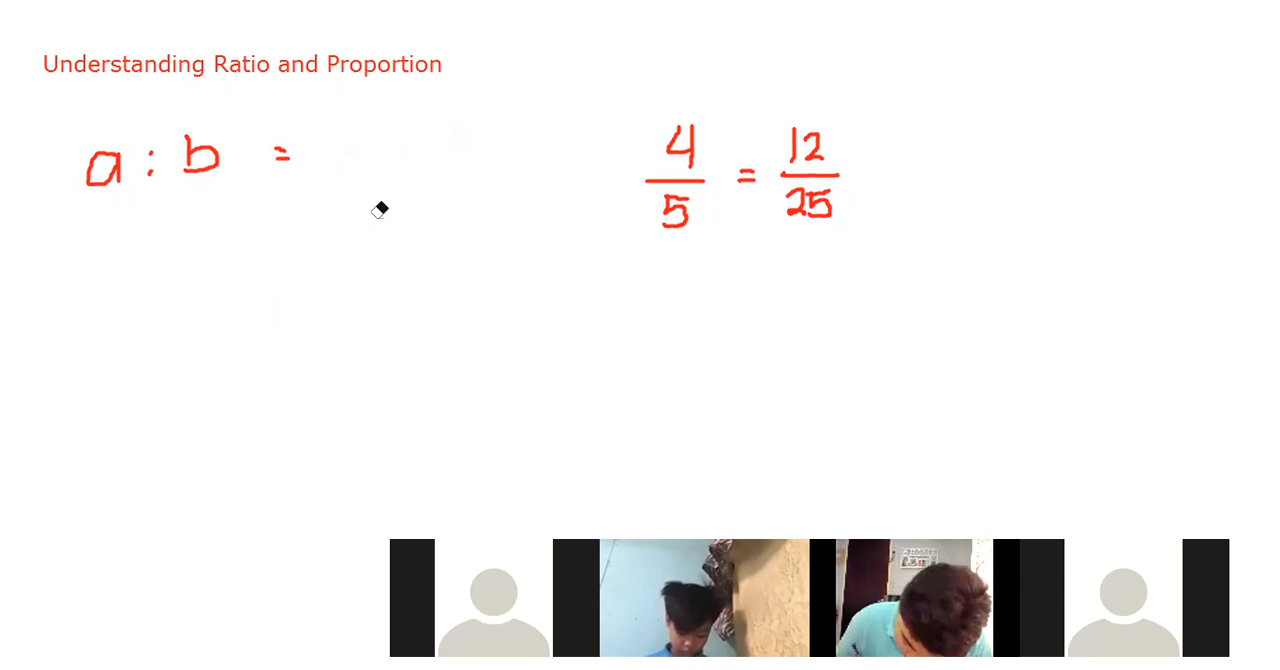 Understanding Ratio and Proportion
a : b =
4/5 = 12/25